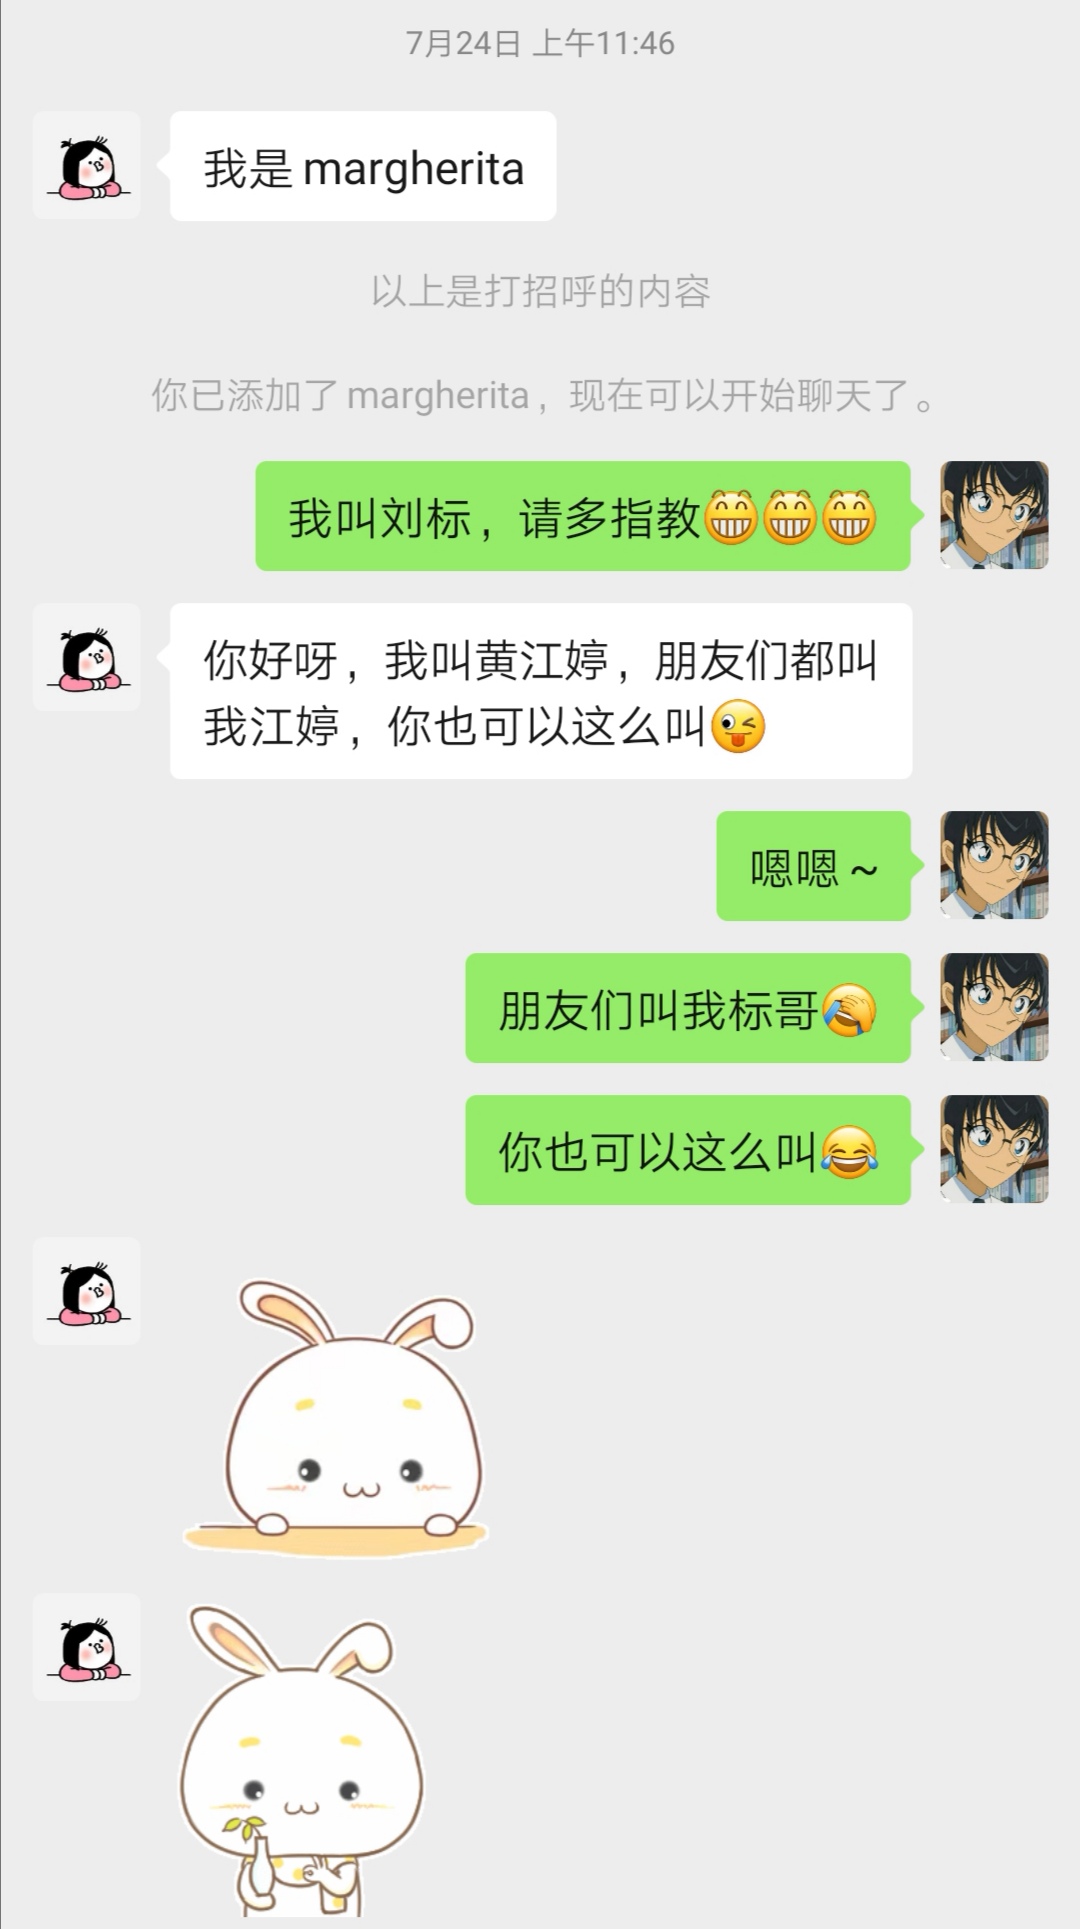 7月24日 上午11:46
我是 margherita
以上是打招呼的内容
你已添加了 margherita，现在可以开始聊天了。
我叫刘标，请多指教😁😁😁
你好呀，我叫黄江婷，朋友们都叫
我江婷，你也可以这么叫😜
嗯嗯～
朋友们叫我标哥🤦
你也可以这么叫😂